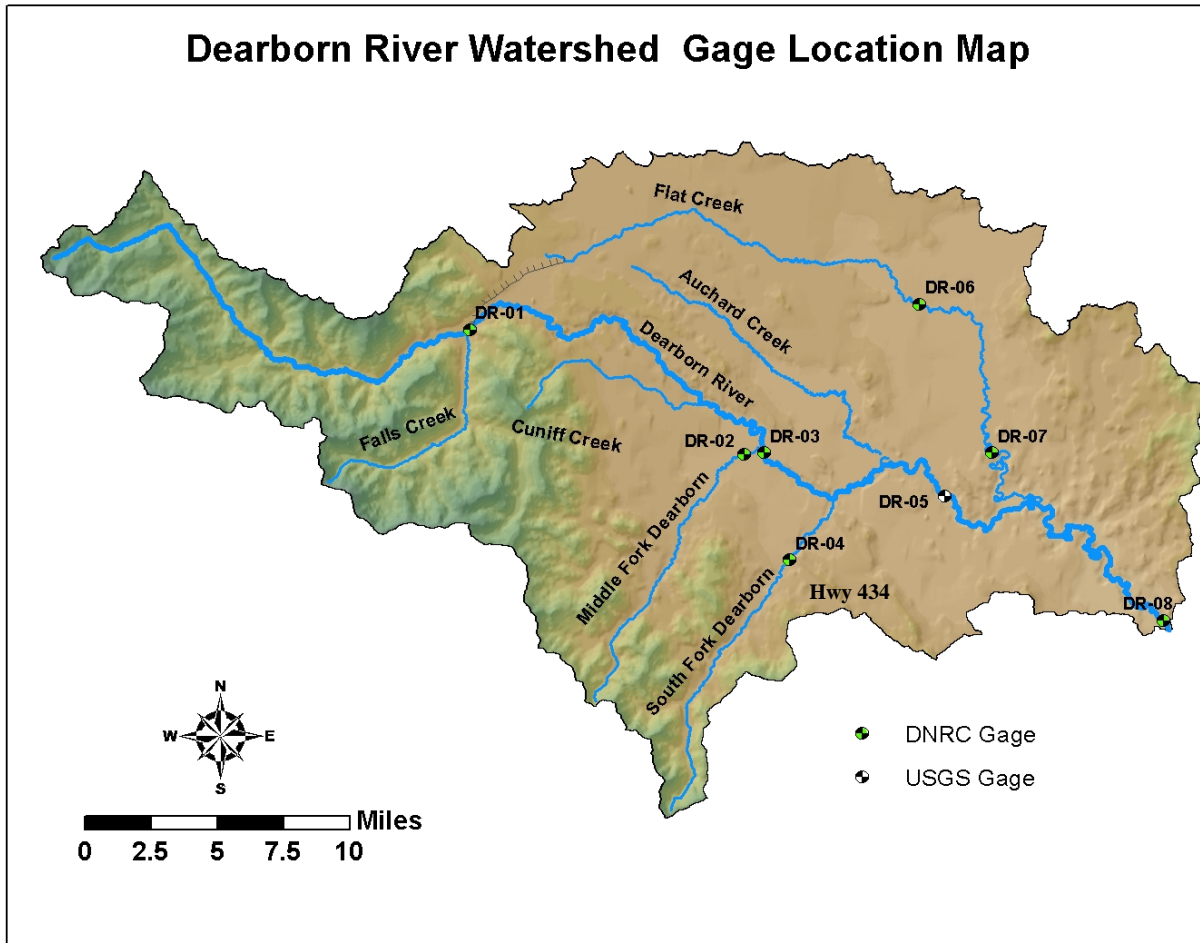 Dearborn River Watershed  Gage Location Map
Flat Creek
Auchard Creek
DR-06
DR-01
Dearborn River
Falls Creek
Cuniff Creek
DR-02
DR-03
DR-07
DR-05
Middle Fork Dearborn
DR-04
South Fork Dearborn
Hwy 434
DR-08
N
W
E
S
DNRC Gage
USGS Gage
Miles
0 2.5 5 7.5 10